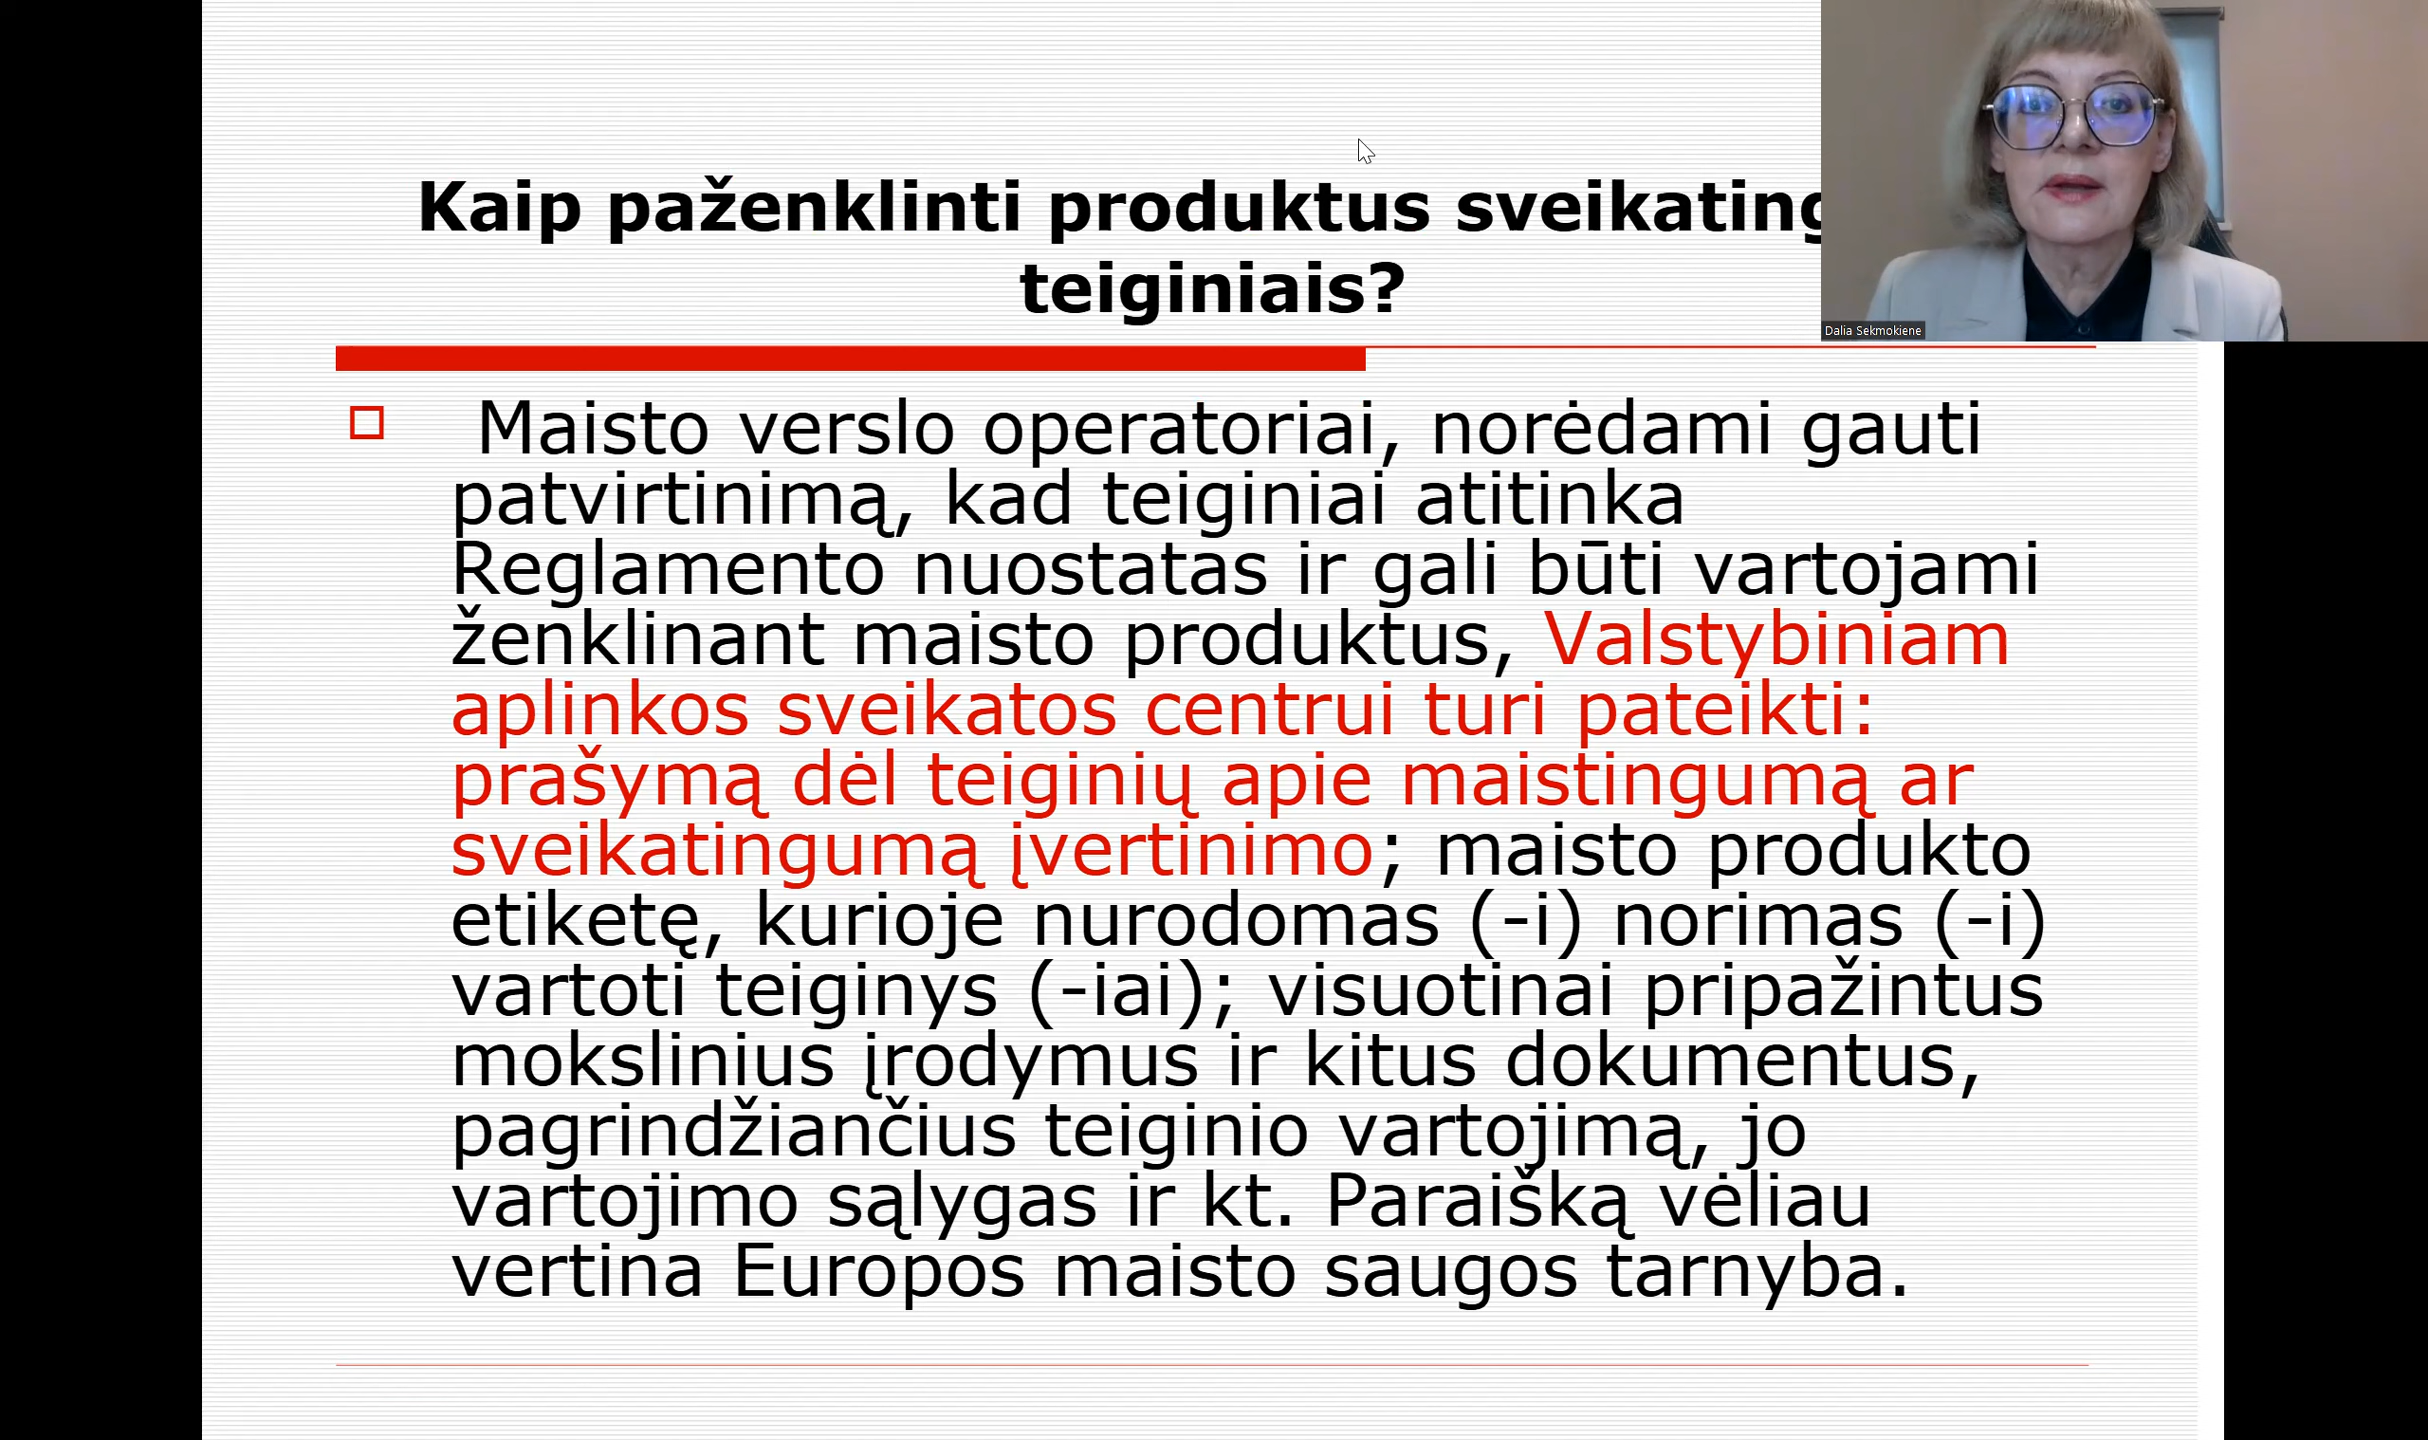 Kaip paženklinti produktus sveikating
teiginiais?
Dalia Sekmokiene
Maisto verslo operatoriai, norėdami gauti
patvirtinimą, kad teiginiai atitinka
Reglamento nuostatas ir gali būti vartojami
ženklinant maisto produktus, Valstybiniam
aplinkos sveikatos centrui turi pateikti:
prašymą dėl teiginių apie maistingumą ar
sveikatingumą įvertinimo; maisto produkto
etiketę, kurioje nurodomas (-i) norimas (-i)
vartoti teiginys (-iai); visuotinai pripažintus
mokslinius įrodymus ir kitus dokumentus,
pagrindžiančius teiginio vartojimą, jo
vartojimo sąlygas ir kt. Paraišką vėliau
vertina Europos maisto saugos tarnyba.